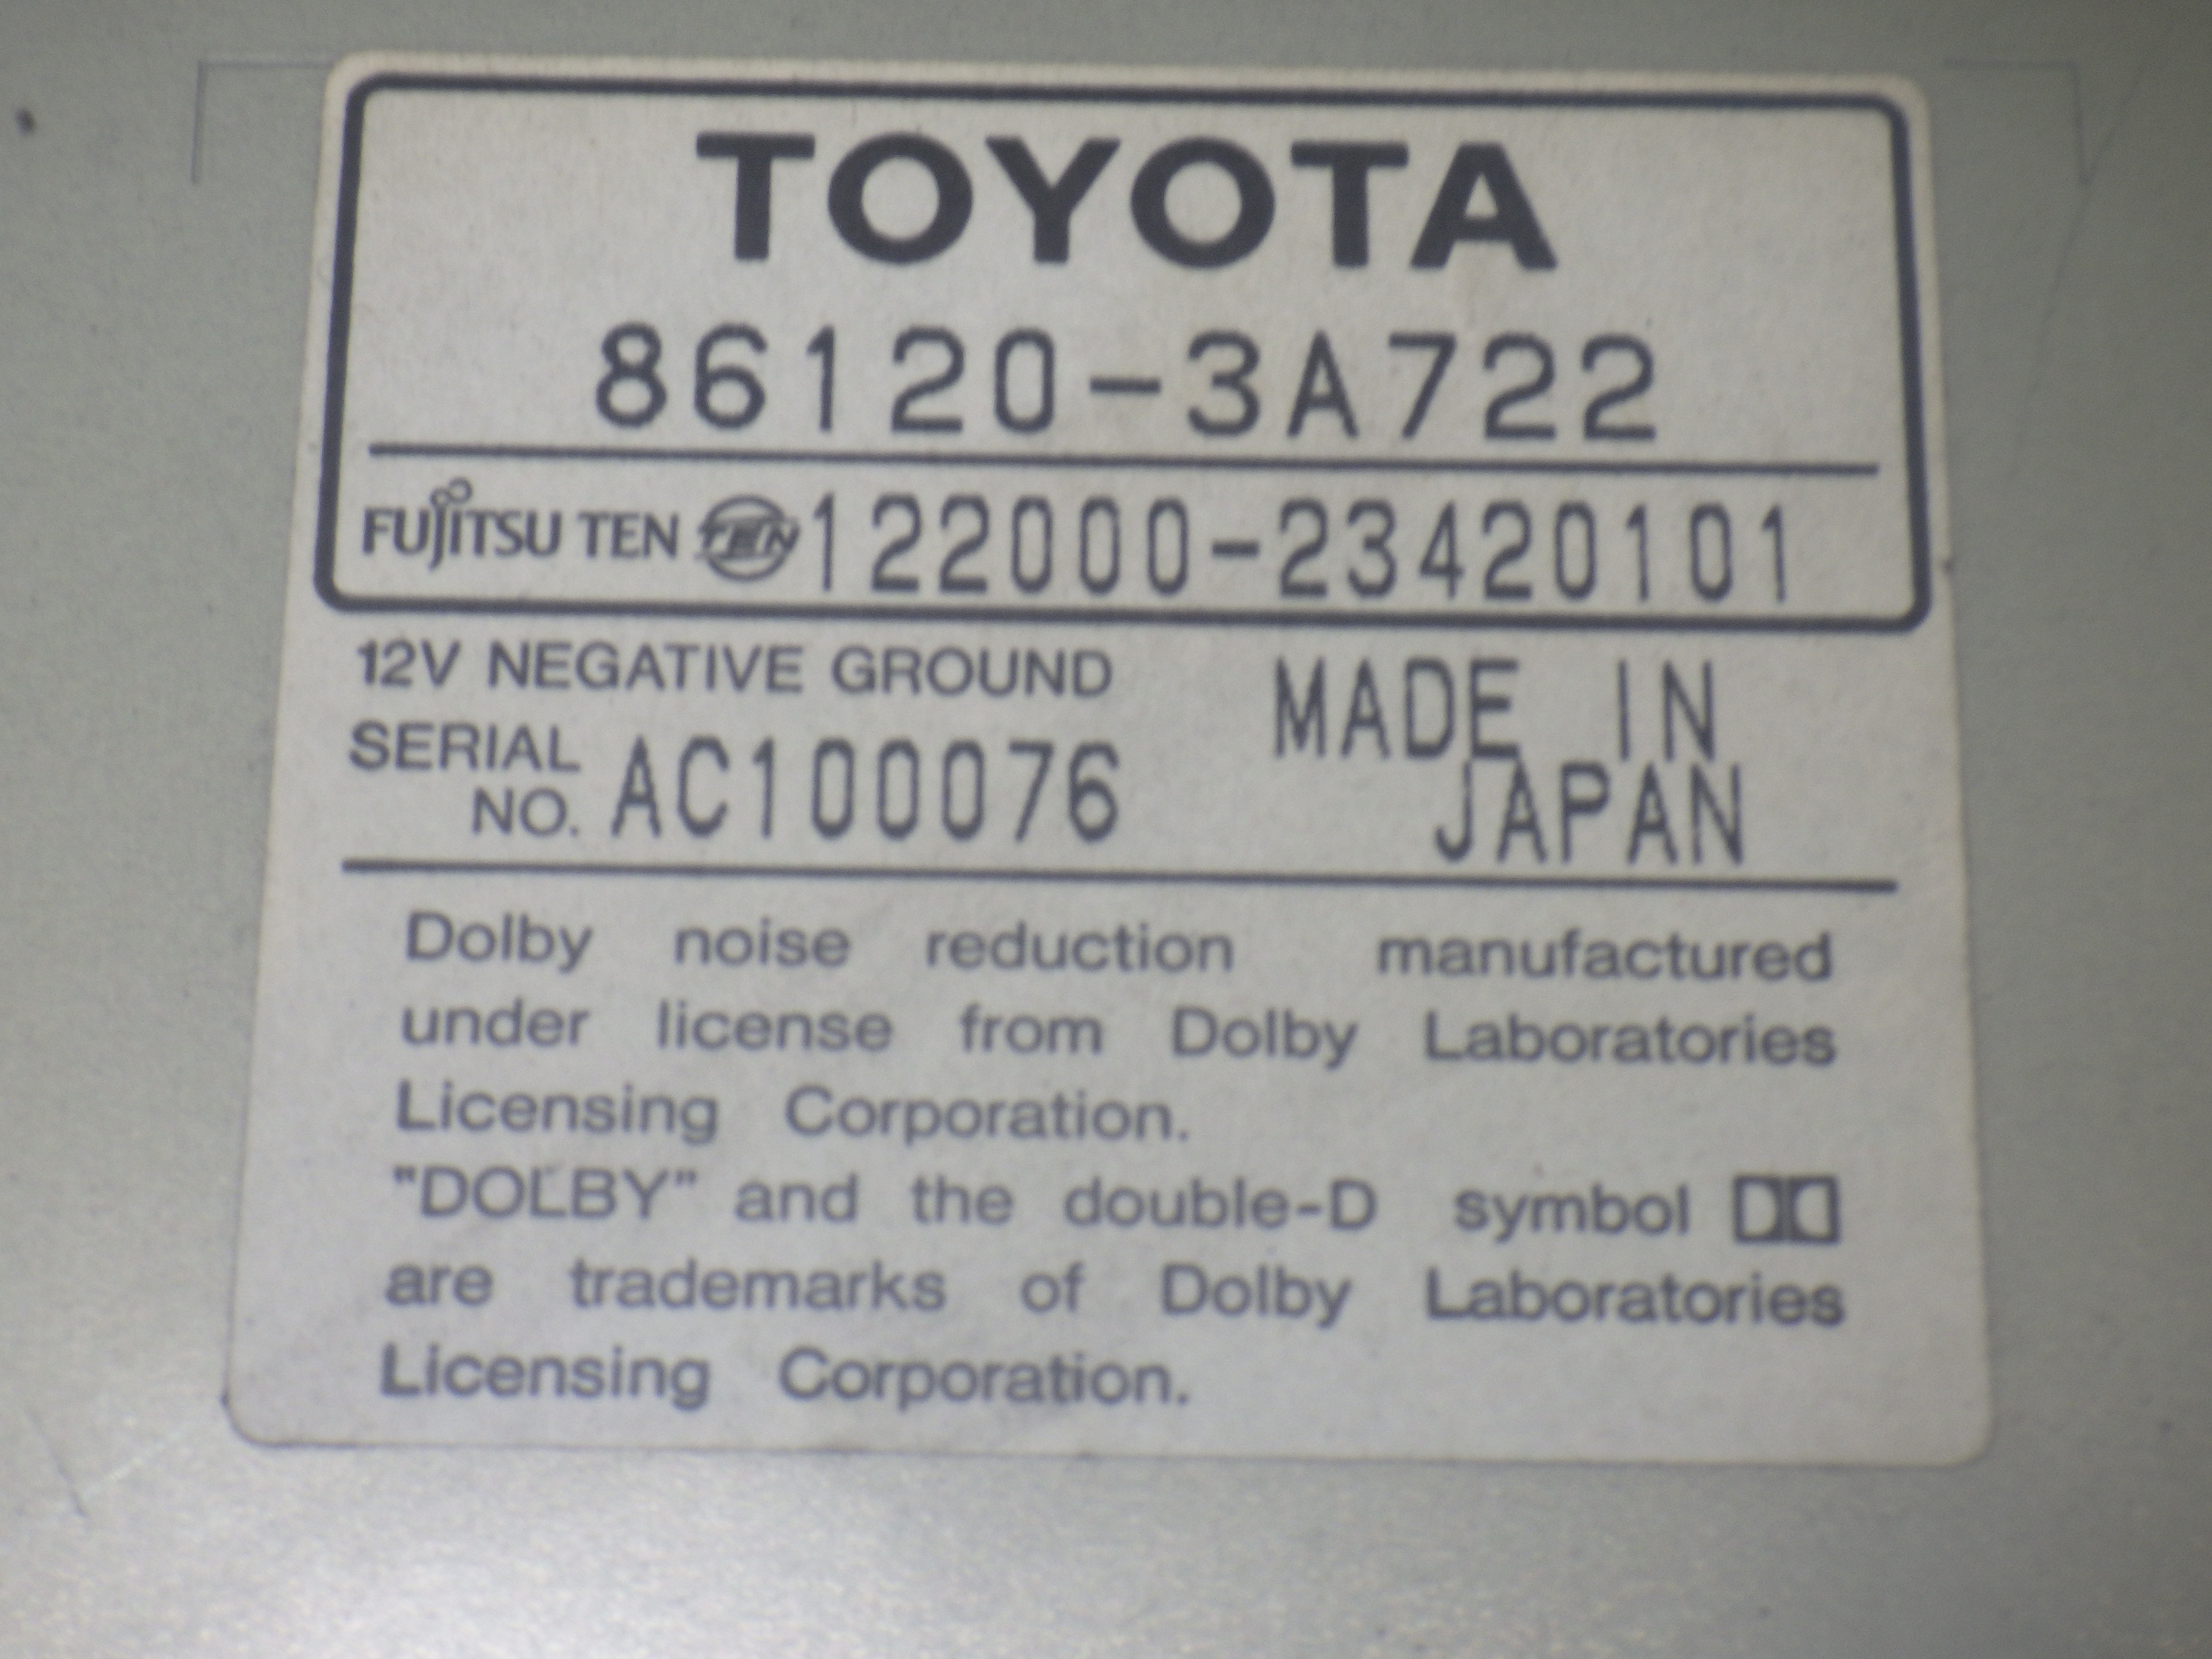 TOYOTA
86120-3A722
FUJITSU TEN TEN 122000-23420101
12V NEGATIVE GROUND
SERIAL NO. AC100076
MADE IN
JAPAN
Dolby noise reduction manufactured
under license from Dolby Laboratories
Licensing Corporation.
"DOLBY" and the double-D symbol
are trademarks of Dolby Laboratories
Licensing Corporation.